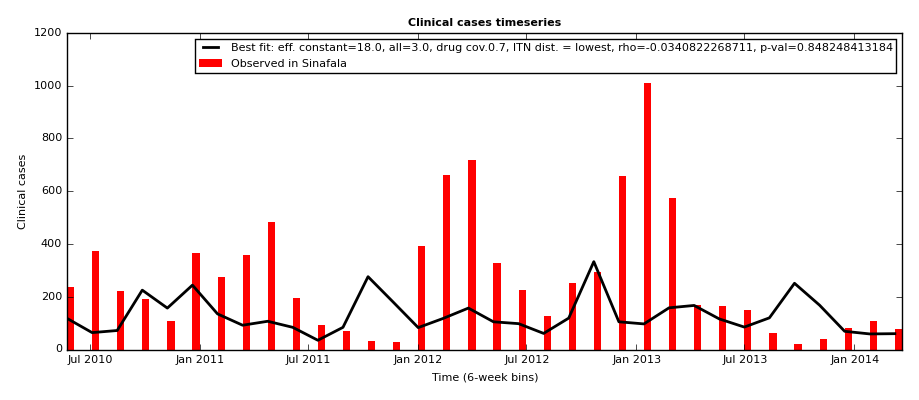 Clinical cases timeseries
Best fit: eff. constant=18.0, all=3.0, drug cov.0.7, ITN dist. = lowest, rho=-0.0340822268711, p-val=0.848248413184
Observed in Sinafala
1200
1000
800
600
400
200
0
Clinical cases
Jul 2010 Jan 2011 Jul 2011 Jan 2012 Jul 2012 Jan 2013 Jul 2013 Jan 2014
Time (6-week bins)